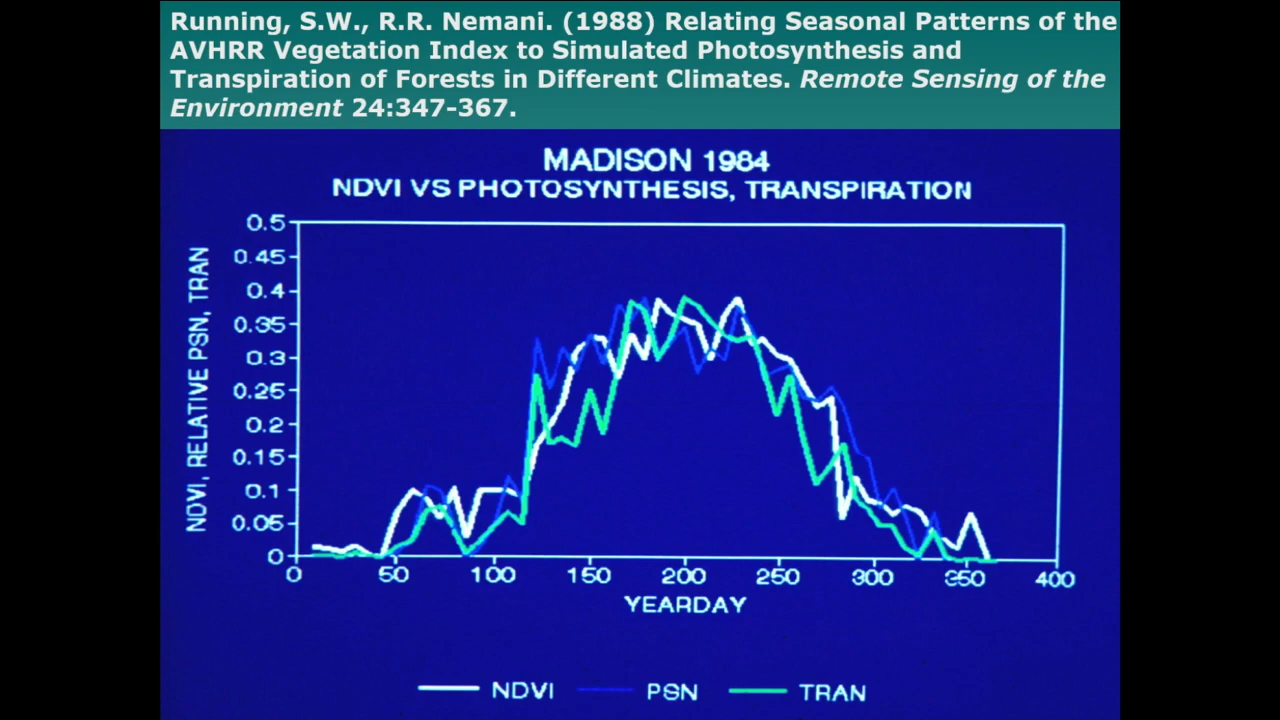 Running, S.W., R.R. Nemani. (1988) Relating Seasonal Patterns of the
AVHRR Vegetation Index to Simulated Photosynthesis and
Transpiration of Forests in Different Climates. Remote Sensing of the
Environment 24:347-367.
MADISON 1984
NDVI VS PHOTOSYNTHESIS, TRANSPIRATION
NDVI, RELATIVE PSN, TRAN
0.5
0.45
0.4
0.35
0.3
0.25
0.2
0.15
0.1
0.05
0
0 50 100 150 200 250 300 350 400
YEARDAY
NDVI PSN TRAN